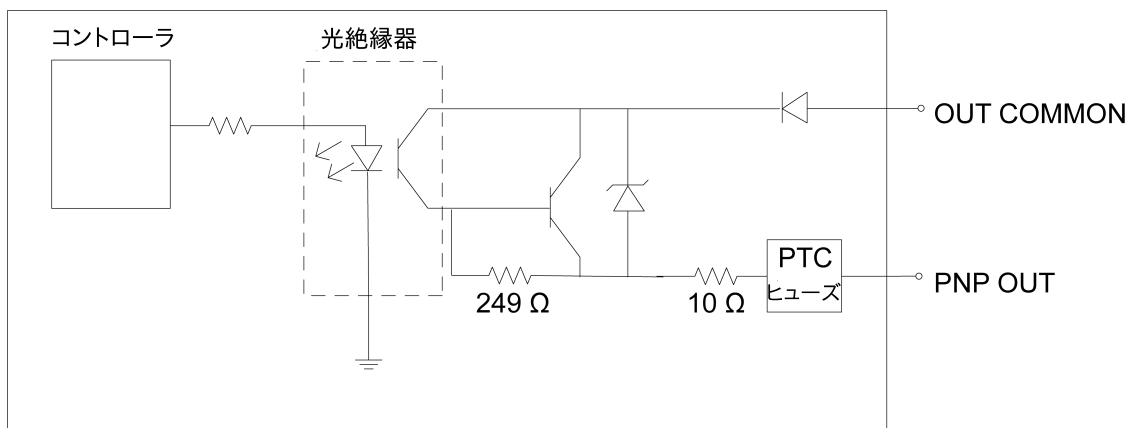 コントローラ
光絶縁器
OUT COMMON
PTC
ヒューズ
PNP OUT
249 Ω
10 Ω